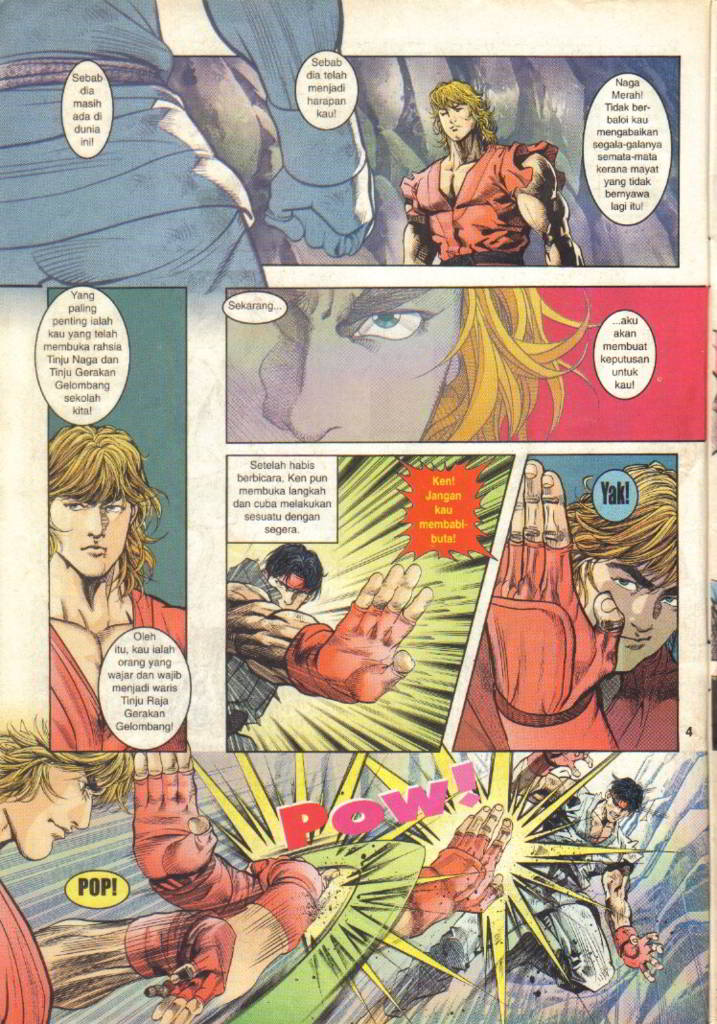 Sebab
dia
masih
ada di
dunia
ini!
Sebab
dia telah
menjadi
harapan
kau!
Naga
Merah!
Tidak ber-
baloi kau
mengabaikan
segala-galanya
semata-mata
kerana mayat
yang tidak
bernyawa
lagi itu!
Yang
paling
penting ialah
kau yang telah
membuka rahsia
Tinju Naga dan
Tinju Gerakan
Gelombang
sekolah
kita!
Oleh
itu, kau ialah
orang yang
wajar dan wajib
menjadi waris
Tinju Raja
Gerakan
Gelombang!
Sekarang...
...aku
akan
membuat
keputusan
untuk
kau!
Setelah habis
berbicara. Ken pun
membuka langkah
dan cuba melakukan
sesuatu dengan
segera.
Ken!
Jangan
kau
membabi-
buta!
Yak!
4
POW!
POP!